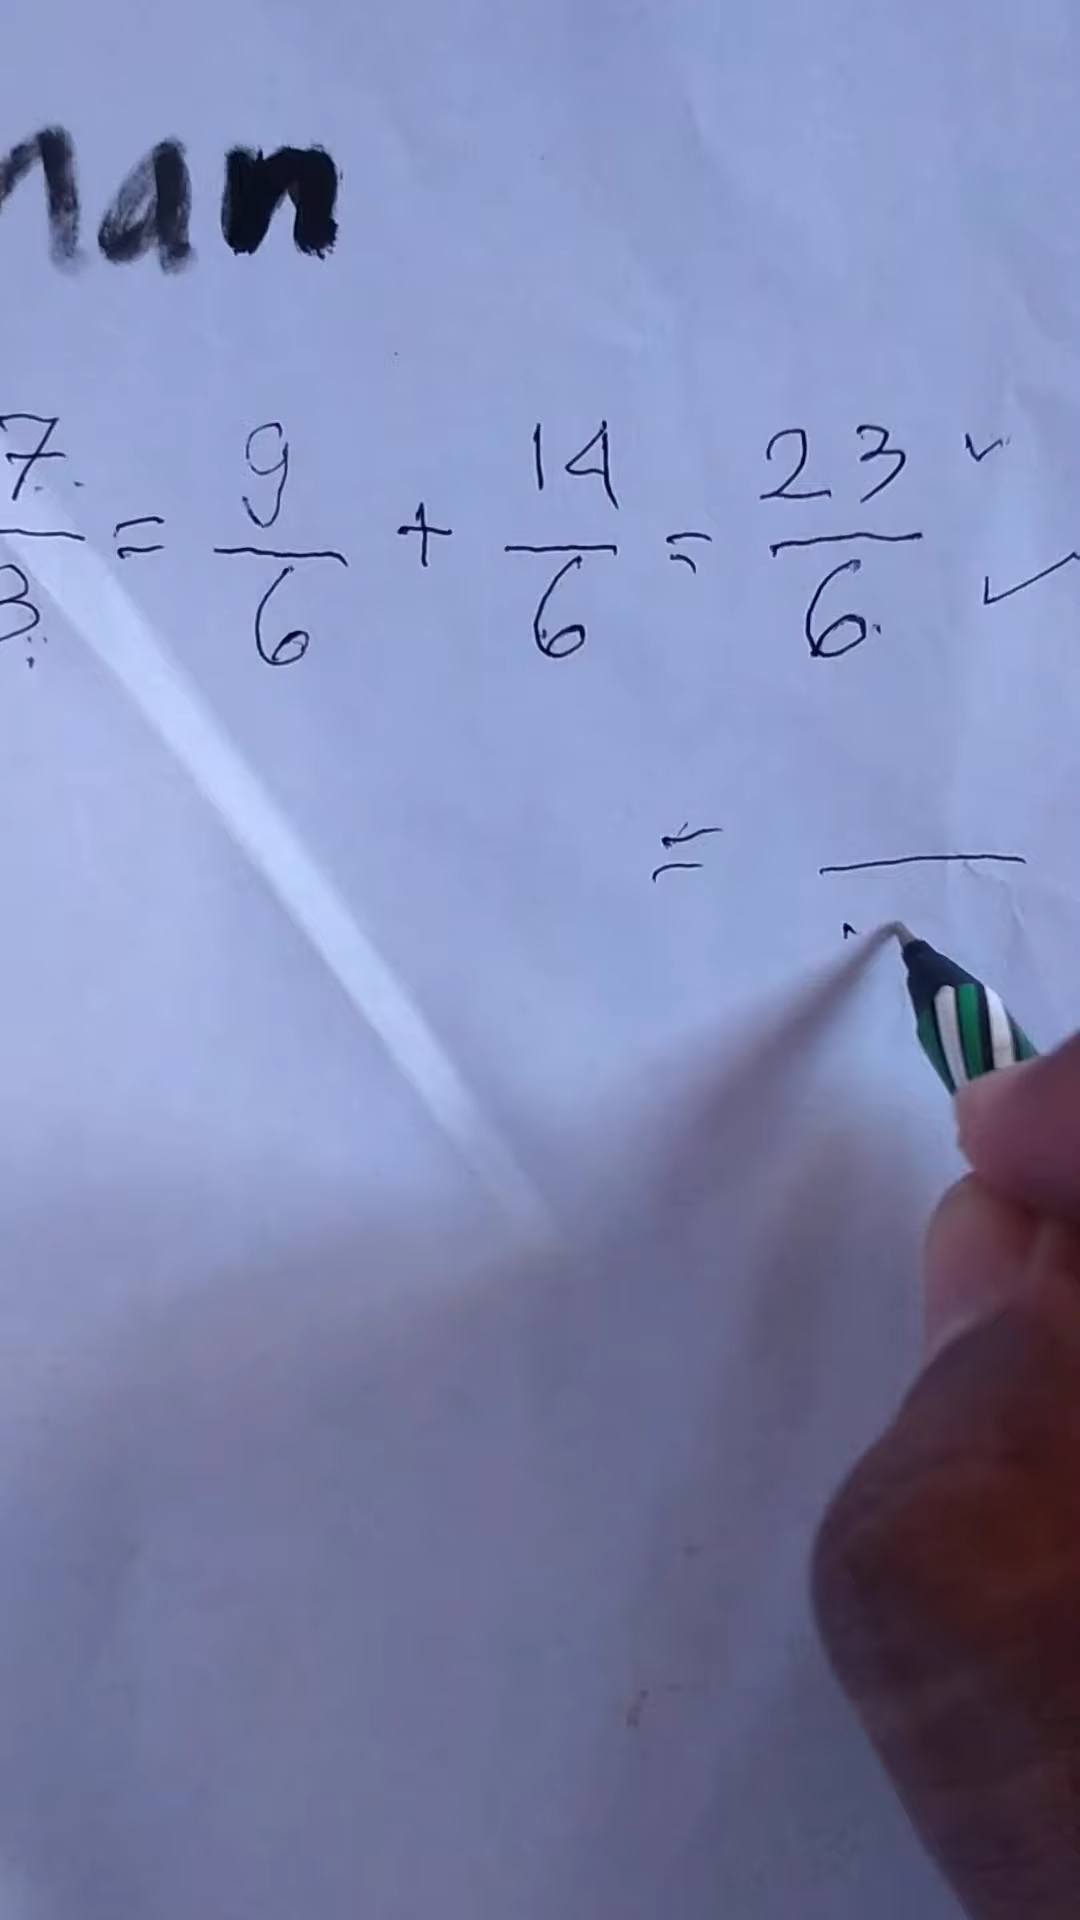 nan
7/3 = 9/6 + 14/6 = 23/6 ✓ ✓
=